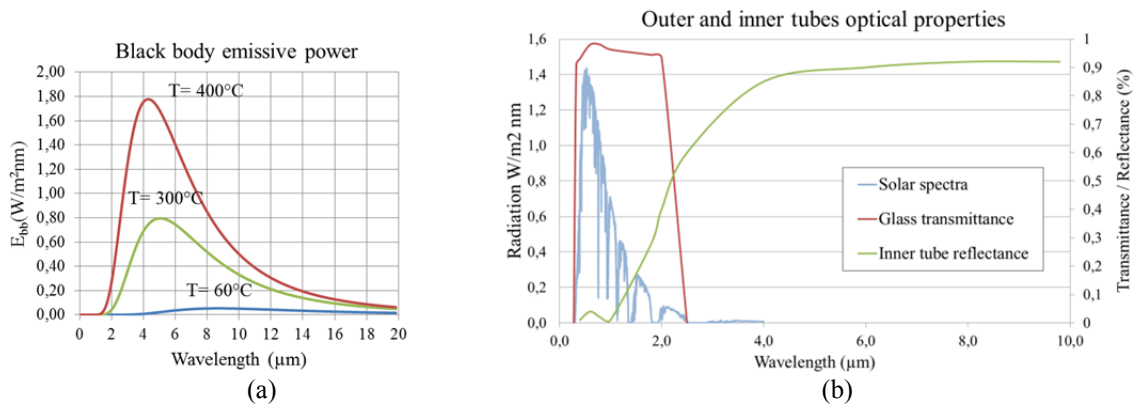 Black body emissive power
2,00
1,80
1,60
1,40
1,20
1,00
0,80
0,60
0,40
0,20
0,00
E_bb(W/m²nm)
T= 400°C
T= 300°C
T= 60°C
0 2 4 6 8 10 12 14 16 18 20
Wavelength (µm)
(a)
Outer and inner tubes optical properties
1,6
1,4
1,2
1,0
0,8
0,6
0,4
0,2
0,0
Radiation W/m2 nm
Solar spectra
Glass transmittance
Inner tube reflectance
1
0,9
0,8
0,7
0,6
0,5
0,4
0,3
0,2
0,1
0
Transmittance / Reflectance (%)
0,0 2,0 4,0 6,0 8,0 10,0
Wavelength (µm)
(b)